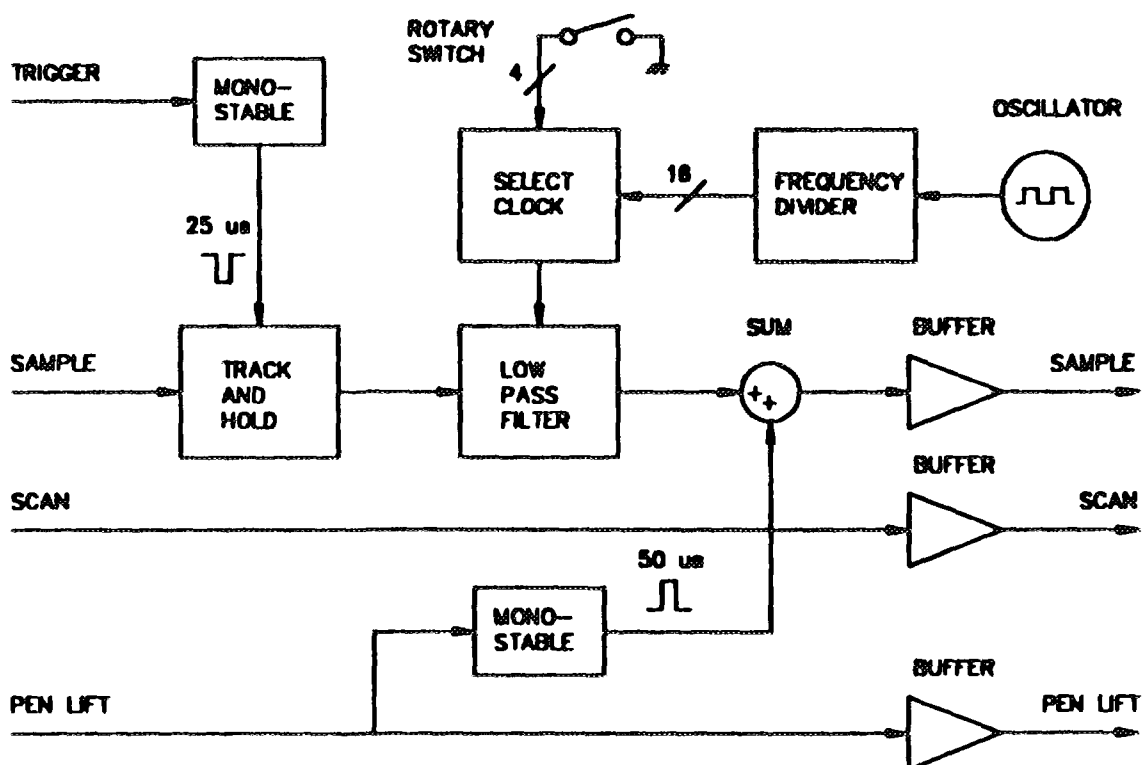 ROTARY
SWITCH
4
TRIGGER
MONO-
STABLE
OSCILLATOR
SELECT
CLOCK
16
FREQUENCY
DIVIDER
25 us
SUM
BUFFER
SAMPLE
TRACK
AND
HOLD
LOW
PASS
FILTER
++
SAMPLE
BUFFER
SCAN
SCAN
50 us
MONO-
STABLE
BUFFER
PEN LIFT
PEN LIFT